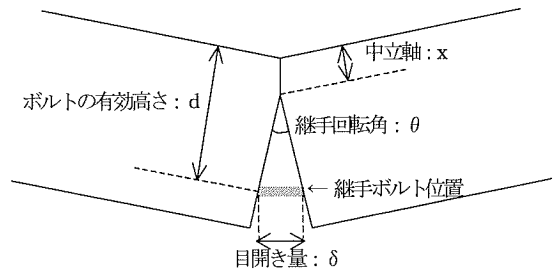 中立軸：x
ボルトの有効高さ：d
継手回転角：θ
←継手ボルト位置
目開き量：δ